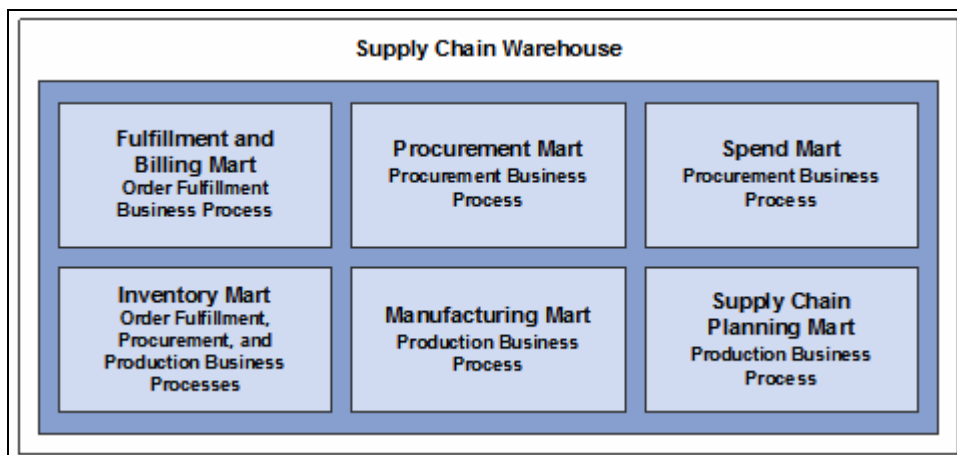 Supply Chain Warehouse
Fulfillment and
Billing Mart
Order Fulfillment
Business Process
Procurement Mart
Procurement Business
Process
Spend Mart
Procurement Business
Process
Inventory Mart
Order Fulfillment,
Procurement, and
Production Business
Processes
Manufacturing Mart
Production Business
Process
Supply Chain
Planning Mart
Production Business
Process